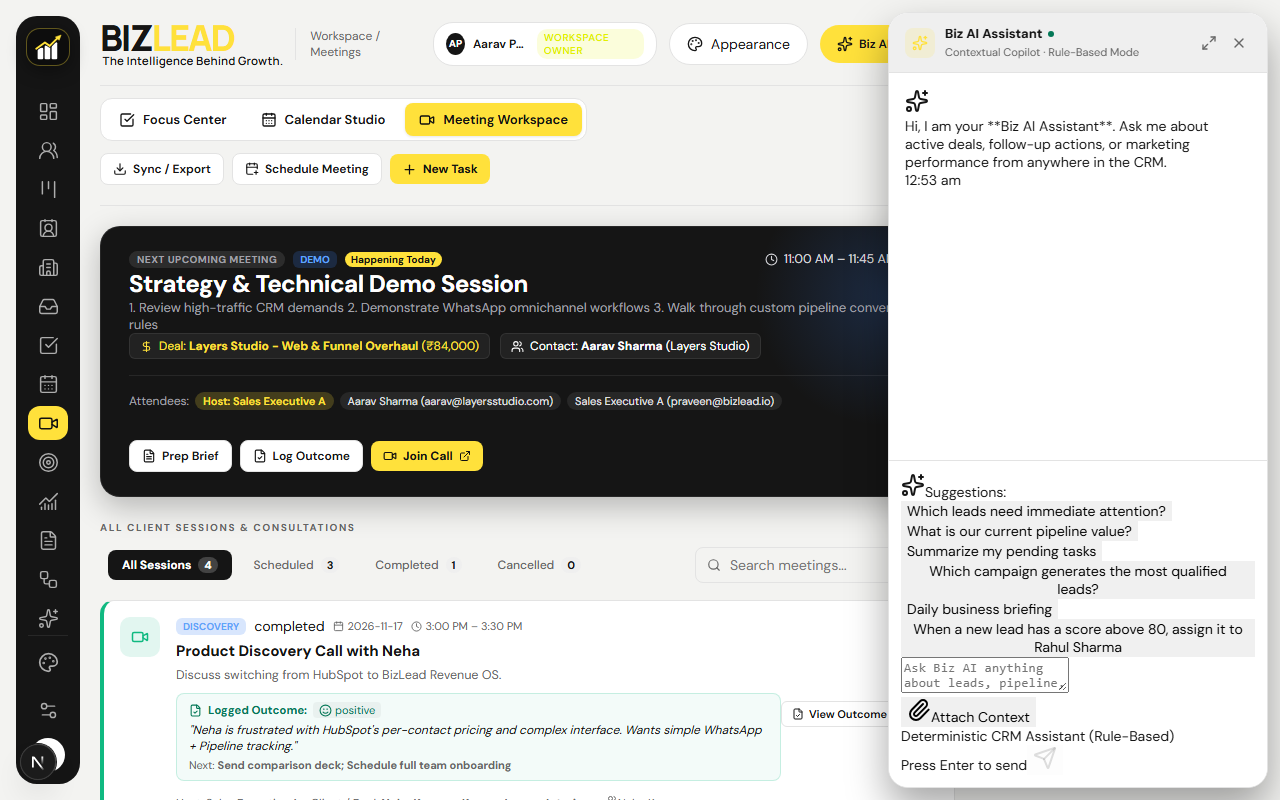 BIZLEAD
The Intelligence Behind Growth.
Workspace /
Meetings
AP
Aarav P...
WORKSPACE
OWNER
Appearance
Biz AI
Focus Center
Calendar Studio
Meeting Workspace
Sync / Export
Schedule Meeting
New Task
NEXT UPCOMING MEETING
DEMO
Happening Today
11:00 AM – 11:45 AM
Strategy & Technical Demo Session
1. Review high-traffic CRM demands 2. Demonstrate WhatsApp omnichannel workflows 3. Walk through custom pipeline conver
rules
Deal: Layers Studio - Web & Funnel Overhaul (₹84,000)
Contact: Aarav Sharma (Layers Studio)
Attendees:
Host: Sales Executive A
Aarav Sharma (aarav@layersstudio.com)
Sales Executive A (praveen@bizlead.io)
Prep Brief
Log Outcome
Join Call
ALL CLIENT SESSIONS & CONSULTATIONS
All Sessions 4
Scheduled 3
Completed 1
Cancelled 0
Search meetings...
DISCOVERY
completed
2026-11-17
3:00 PM – 3:30 PM
Product Discovery Call with Neha
Discuss switching from HubSpot to BizLead Revenue OS.
Logged Outcome:
positive
"Neha is frustrated with HubSpot's per-contact pricing and complex interface. Wants simple WhatsApp
+ Pipeline tracking."
Next: Send comparison deck; Schedule full team onboarding
View Outcome
N
Biz AI Assistant
Contextual Copilot · Rule-Based Mode
Hi, I am your **Biz AI Assistant**. Ask me about
active deals, follow-up actions, or marketing
performance from anywhere in the CRM.
12:53 am
Suggestions:
Which leads need immediate attention?
What is our current pipeline value?
Summarize my pending tasks
Which campaign generates the most qualified
leads?
Daily business briefing
When a new lead has a score above 80, assign it to
Rahul Sharma
Ask Biz AI anything
about leads, pipeline,
Attach Context
Deterministic CRM Assistant (Rule-Based)
Press Enter to send